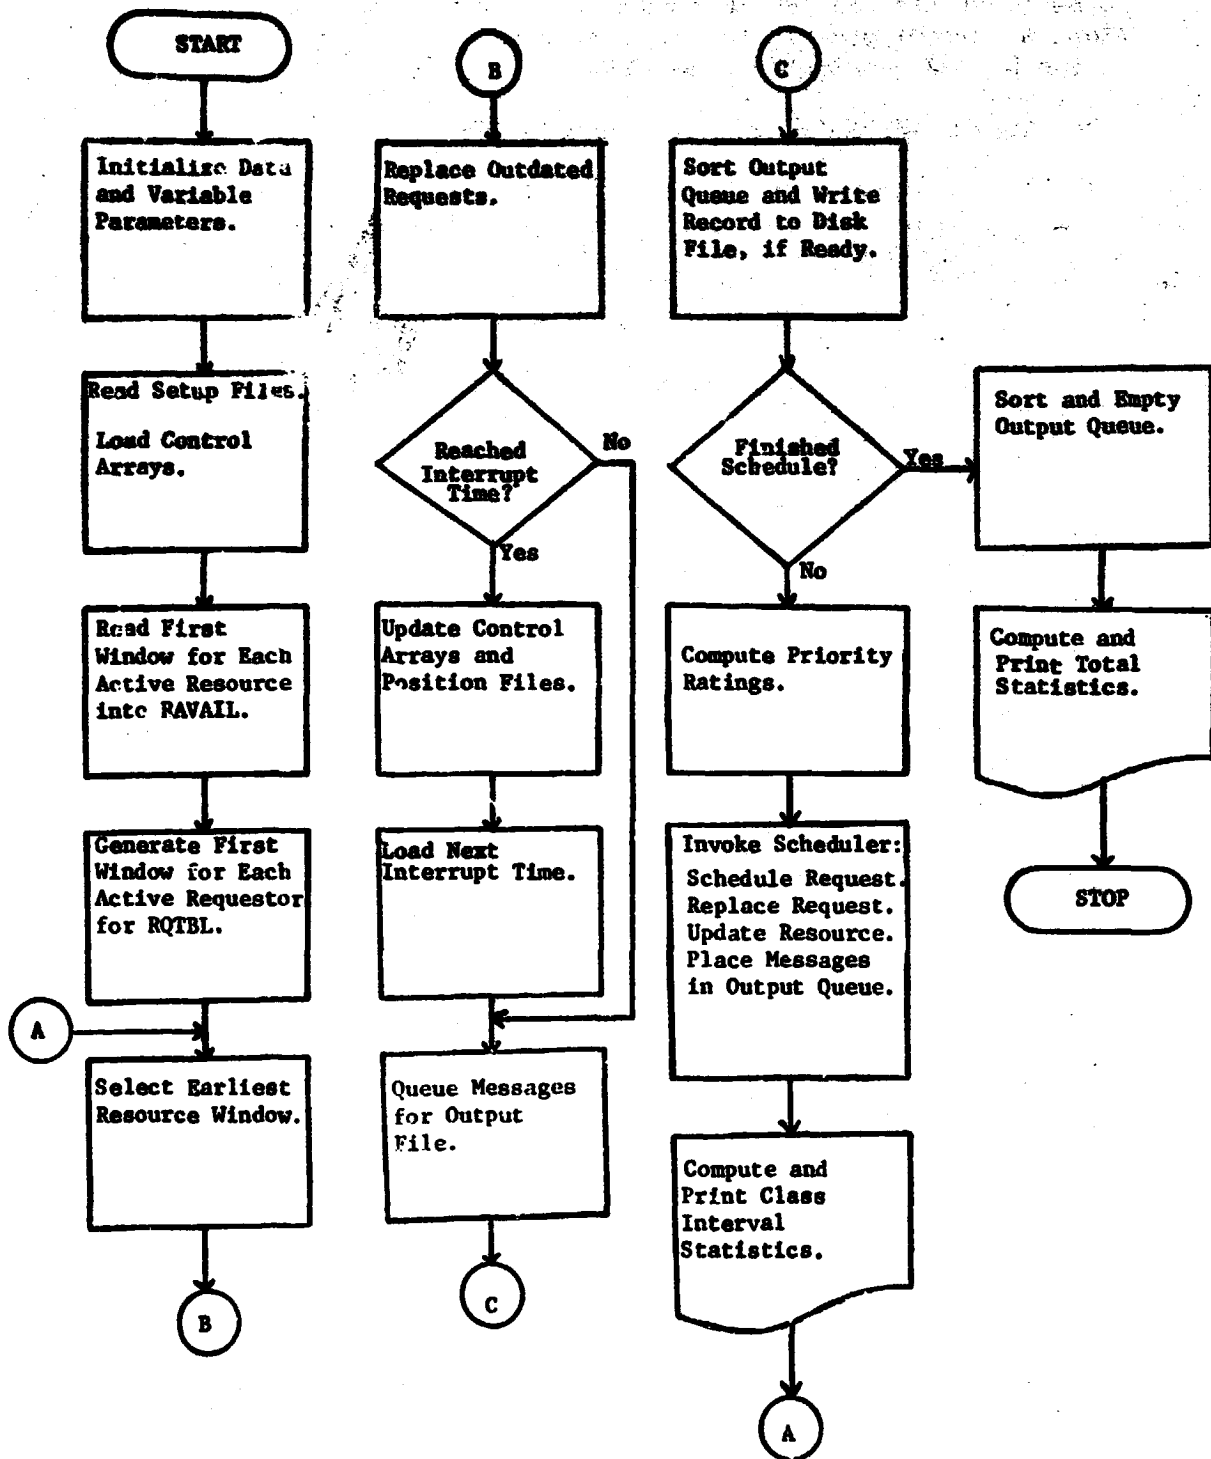 START
Initialize Data
and Variable
Parameters.
Read Setup Files.
Load Control
Arrays.
Read First
Window for Each
Active Resource
into RAVAIL.
Generate First
Window for Each
Active Requestor
for RQTBL.
A
Select Earliest
Resource Window.
B
B
Replace Outdated
Requests.
Reached
Interrupt
Time?
No
Yes
Update Control
Arrays and
Position Files.
Load Next
Interrupt Time.
Queue Messages
for Output
File.
C
C
Sort Output
Queue and Write
Record to Disk
File, if Ready.
Finished
Schedule?
Yes
No
Compute Priority
Ratings.
Invoke Scheduler:
Schedule Request.
Replace Request.
Update Resource.
Place Messages
in Output Queue.
Compute and
Print Class
Interval
Statistics.
A
Sort and Empty
Output Queue.
Compute and
Print Total
Statistics.
STOP